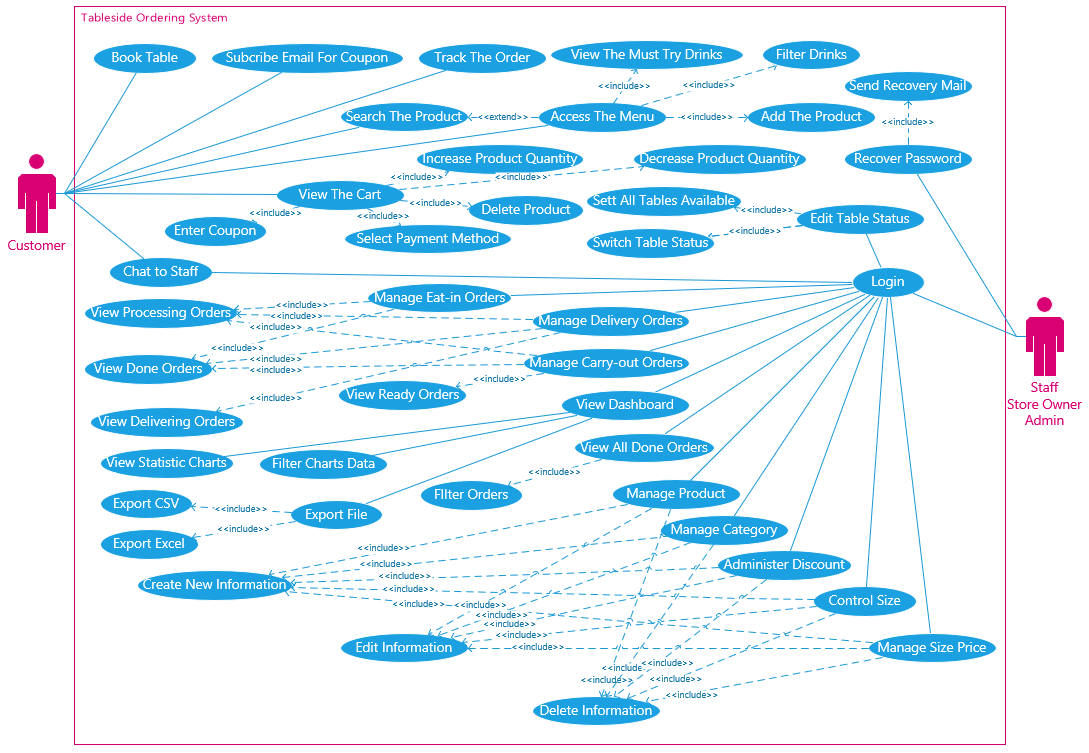 Tableside Ordering System
Book Table
Subcribe Email For Coupon
Track The Order
View The Must Try Drinks
Filter Drinks
Send Recovery Mail
<<include>>
<<include>>
Search The Product
<<extend>>
Access The Menu
<<include>>
Add The Product
<<include>>
Increase Product Quantity
Decrease Product Quantity
Recover Password
<<include>>
<<include>>
View The Cart
<<include>>
Delete Product
Sett All Tables Available
<<include>>
Edit Table Status
<<include>>
<<include>>
Enter Coupon
Select Payment Method
Switch Table Status
<<include>>
Customer
Chat to Staff
Login
View Processing Orders
<<include>>
<<include>>
<<include>>
Manage Eat-in Orders
Manage Delivery Orders
<<include>>
<<include>>
<<include>>
View Done Orders
Manage Carry-out Orders
<<include>>
View Ready Orders
<<include>>
View Delivering Orders
View Dashboard
Staff
Store Owner
Admin
View Statistic Charts
Filter Charts Data
View All Done Orders
<<include>>
FIlter Orders
Manage Product
Export CSV
<<include>>
Export File
<<include>>
Export Excel
Manage Category
<<include>>
<<include>>
<<include>>
<<include>>
<<include>>
Administer Discount
Create New Information
Control Size
<<include>>
<<include>>
<<include>>
<<include>>
Edit Information
Manage Size Price
<<include>>
<<include
<<include>>
<<include>>
<<include>>
Delete Information